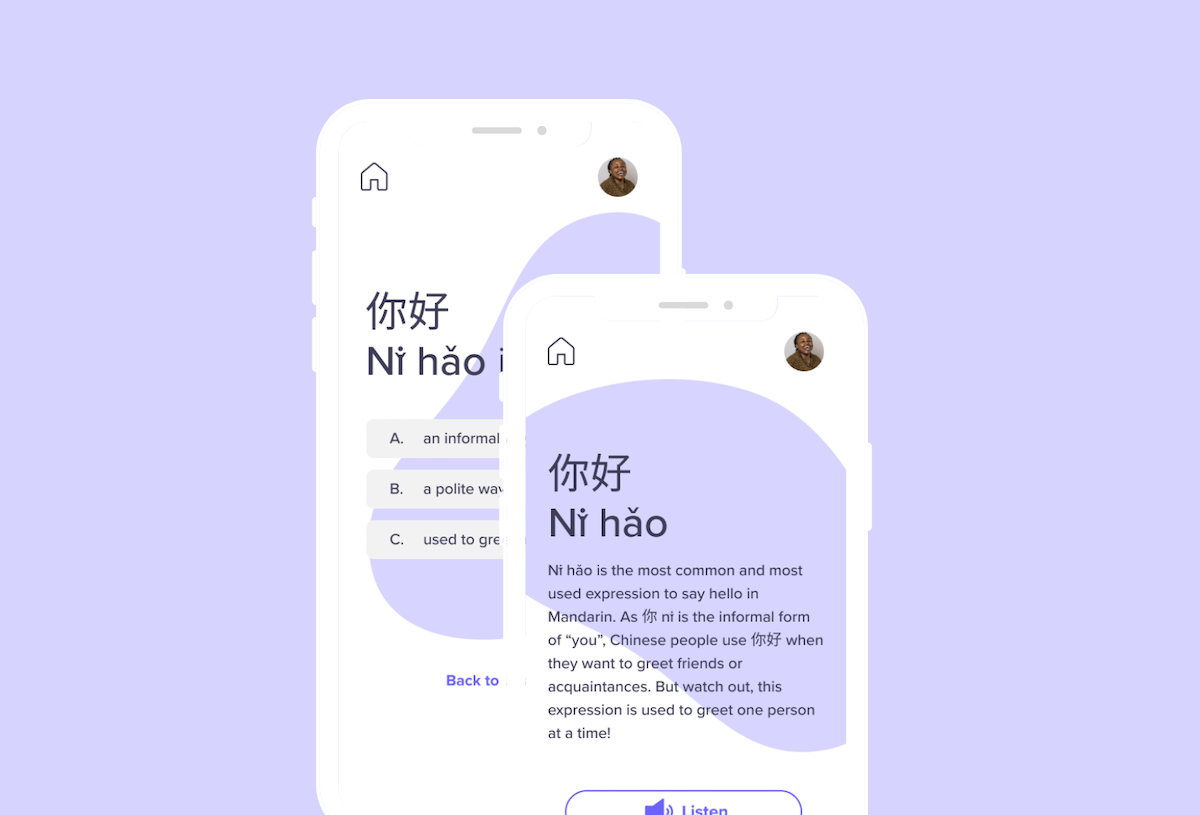 你好
Nǐ hǎo i
A. an informal
B. a polite wa
C. used to gre
Back to
你好
Nǐ hǎo
Nǐ hǎo is the most common and most
used expression to say hello in
Mandarin. As 你 nǐ is the informal form
of “you”, Chinese people use 你好 when
they want to greet friends or
acquaintances. But watch out, this
expression is used to greet one person
at a time!
Listen